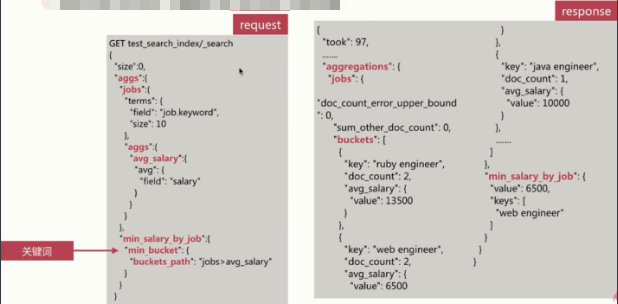 request
GET test_search_index/_search
{
"size":0,
"aggs":{
"jobs":{
"terms": {
"field": "job.keyword",
"size": 10
},
"aggs":{
"avg_salary":{
"avg": {
"field": "salary"
}
}
}
},
"min_salary_by_job":{
"min_bucket": {
"buckets_path": "jobs>avg_salary"
}
}
}
关键词
response
{
"took": 97,
.......
"aggregations": {
"jobs": {
"doc_count_error_upper_bound
": 0,
"sum_other_doc_count": 0,
"buckets": [
{
"key": "ruby engineer",
"doc_count": 2,
"avg_salary": {
"value": 13500
}
},
{
"key": "web engineer",
"doc_count": 2,
"avg_salary": {
"value": 6500
}
},
{
"key": "java engineer",
"doc_count": 1,
"avg_salary": {
"value": 10000
}
},
.......
]
},
"min_salary_by_job": {
"value": 6500,
"keys": [
"web engineer"
]
}
}